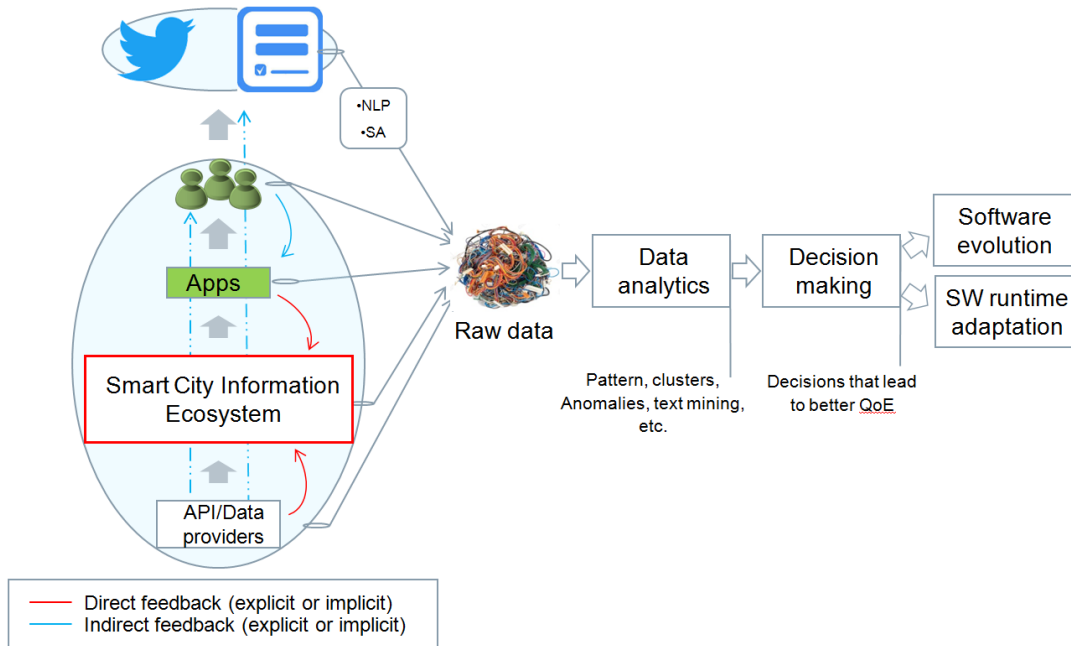 •NLP
•SA
Apps
Smart City Information
Ecosystem
API/Data
providers
Raw data
Data
analytics
Decision
making
Software
evolution
SW runtime
adaptation
Pattern, clusters,
Anomalies, text mining,
etc.
Decisions that lead
to better QoE
Direct feedback (explicit or implicit)
Indirect feedback (explicit or implicit)